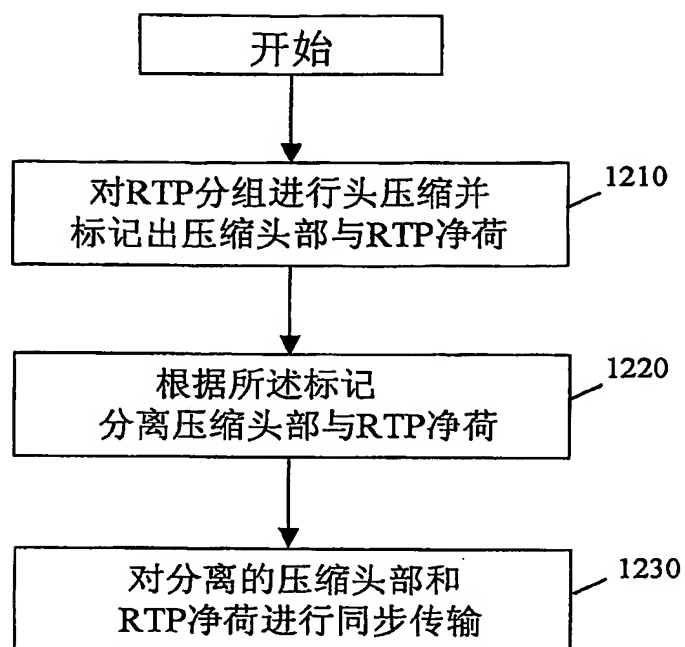 开始
对RTP分组进行头压缩并
标记出压缩头部与RTP净荷
1210
根据所述标记
分离压缩头部与RTP净荷
1220
对分离的压缩头部和
RTP净荷进行同步传输
1230